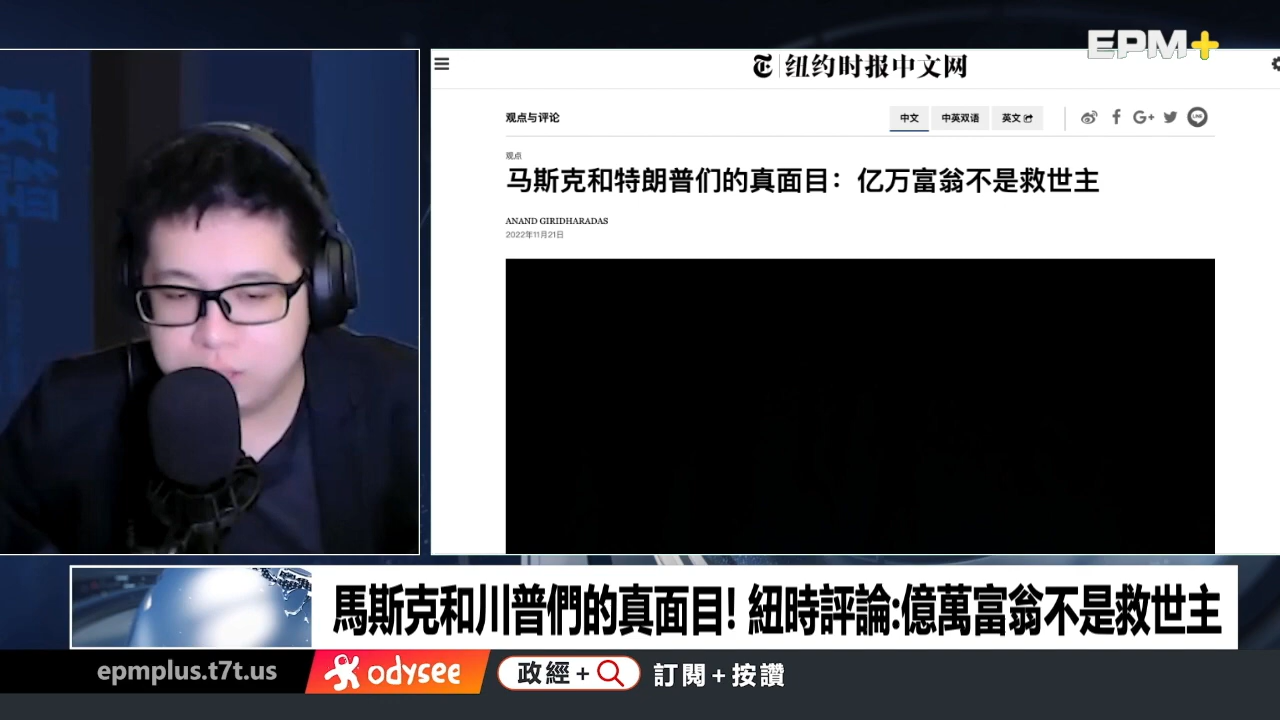 EPM+
纽约时报中文网
观点与评论
中文 中英双语 英文
G+
LINE
观点
马斯克和特朗普们的真面目：亿万富翁不是救世主
ANAND GIRIDHARADAS
2022年11月21日
馬斯克和川普們的真面目! 紐時評論:億萬富翁不是救世主
epmplus.t7t.us odysee 政經+ 訂閱+按讚